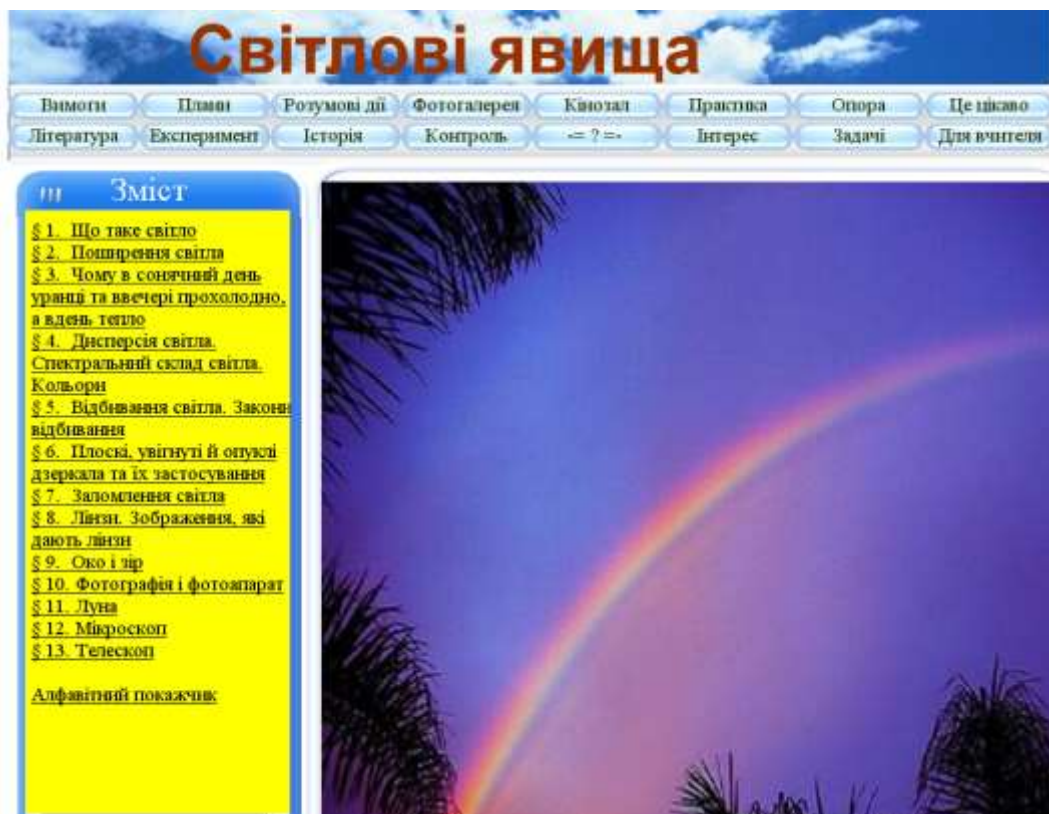 Світлові явища
Вимоги Плани Розумові дії Фотогалерея Кінозал Практика Опора Це цікаво
Література Експеримент Історія Контроль -= ? =- Інтерес Задачі Для вчителя
Зміст
§ 1. Що таке світло
§ 2. Поширення світла
§ 3. Чому в сонячний день
уранці та ввечері прохолодно,
а вдень тепло
§ 4. Дисперсія світла.
Спектральний склад світла.
Кольори
§ 5. Відбивання світла. Закони
відбивання
§ 6. Плоскі, увігнуті й опуклі
дзеркала та їх застосування
§ 7. Заломлення світла
§ 8. Лінзи. Зображення, які
дають лінзи
§ 9. Око і зір
§ 10. Фотографія і фотоапарат
§ 11. Луна
§ 12. Мікроскоп
§ 13. Телескоп
Алфавітний покажчик